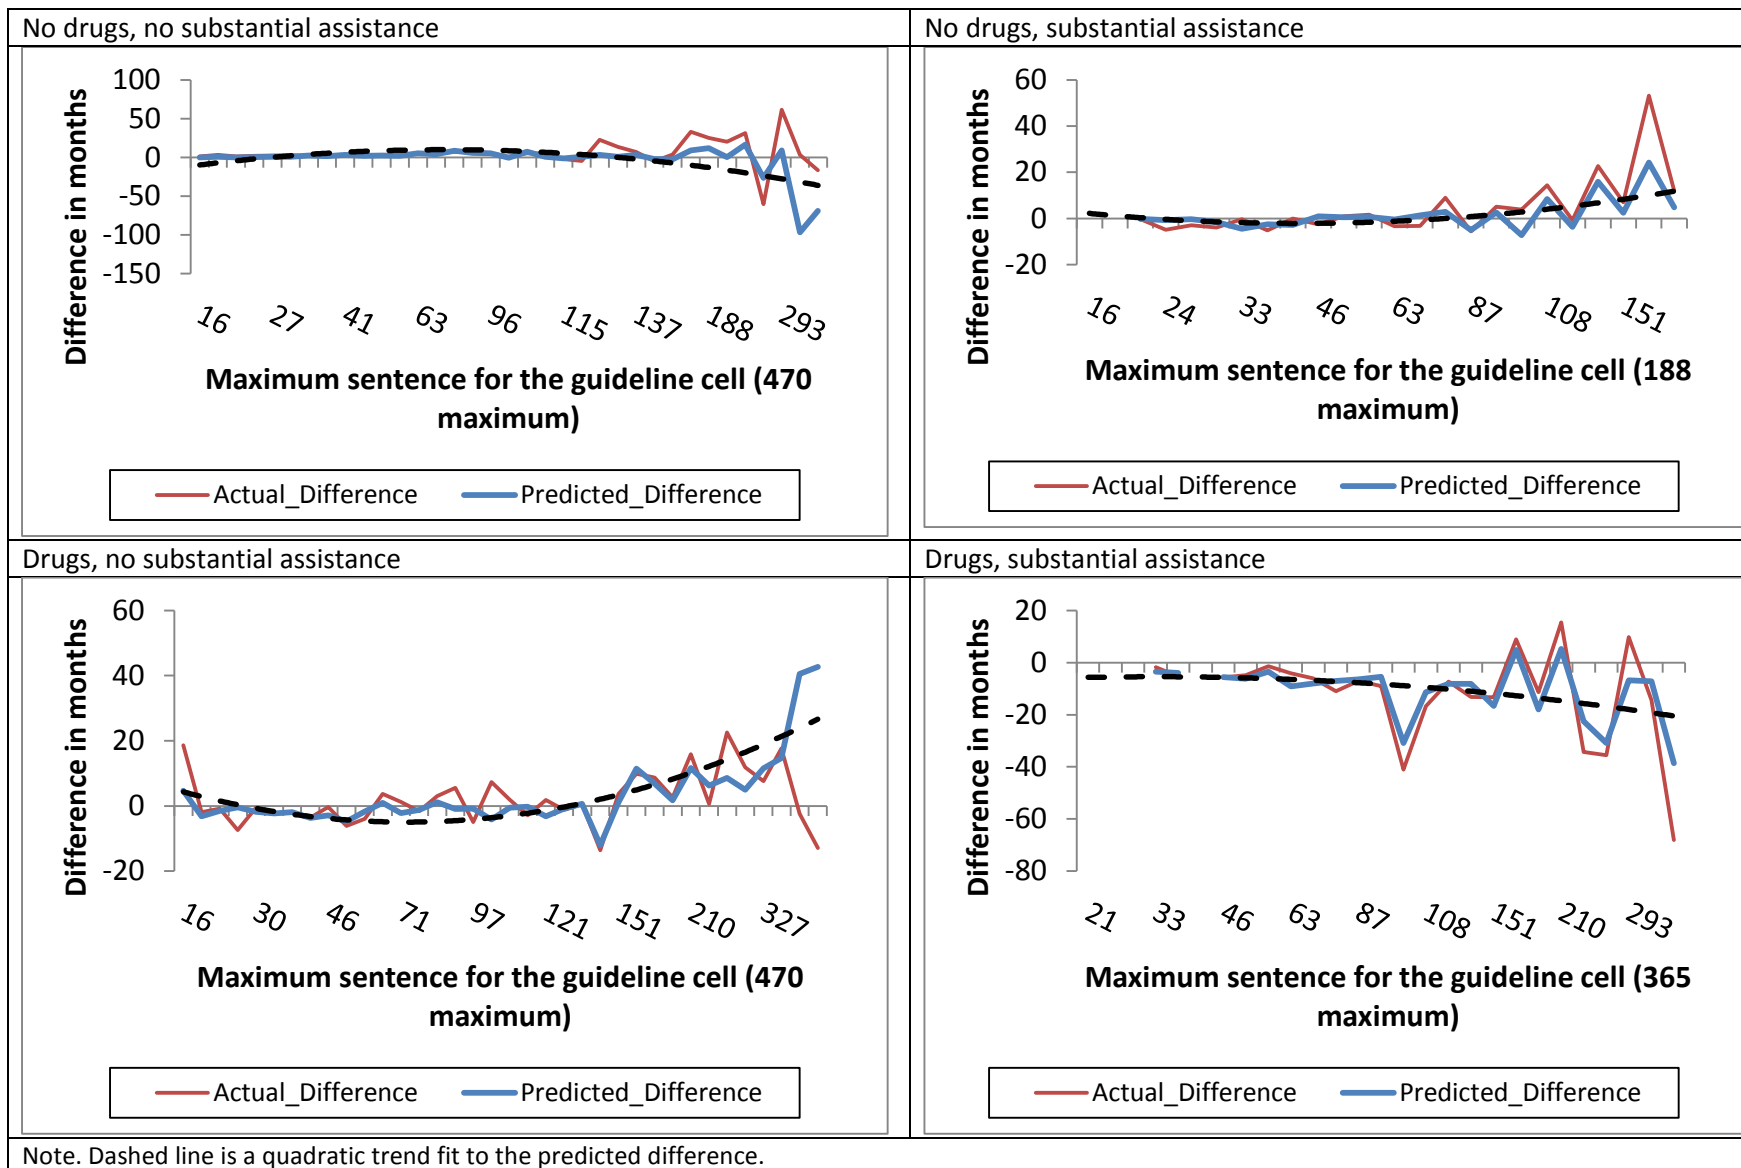 No drugs, no substantial assistance
100
50
0
-50
-100
-150
Difference in months
16 27 41 63 96 115 137 188 293
Maximum sentence for the guideline cell (470
maximum)
Actual_Difference Predicted_Difference
No drugs, substantial assistance
60
40
20
0
-20
Difference in months
16 24 33 46 63 87 108 151
Maximum sentence for the guideline cell (188
maximum)
Actual_Difference Predicted_Difference
Drugs, no substantial assistance
60
40
20
0
-20
Difference in months
16 30 46 71 97 121 151 210 327
Maximum sentence for the guideline cell (470
maximum)
Actual_Difference Predicted_Difference
Drugs, substantial assistance
20
0
-20
-40
-60
-80
Difference in months
21 33 46 63 87 108 151 210 293
Maximum sentence for the guideline cell (365
maximum)
Actual_Difference Predicted_Difference
Note. Dashed line is a quadratic trend fit to the predicted difference.